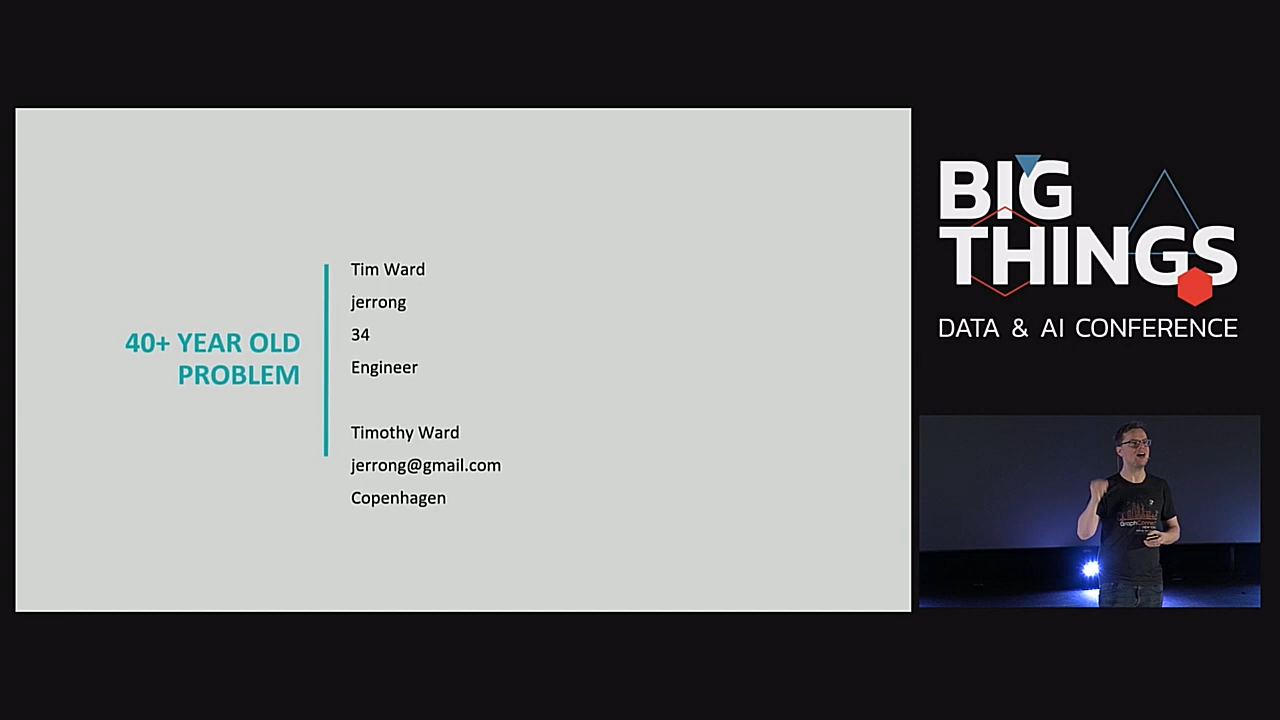 40+ YEAR OLD
PROBLEM
Tim Ward
jerrong
34
Engineer
Timothy Ward
jerrong@gmail.com
Copenhagen
BIG
THINGS
DATA & AI CONFERENCE
GraphConnect